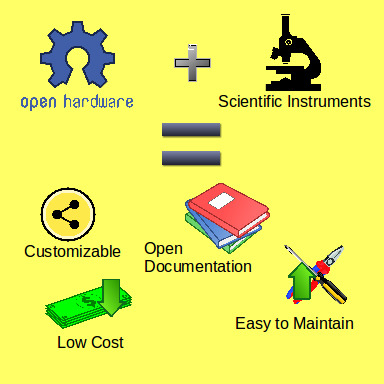 open hardware
Scientific Instruments
Customizable
Open
Documentation
Low Cost
Easy to Maintain